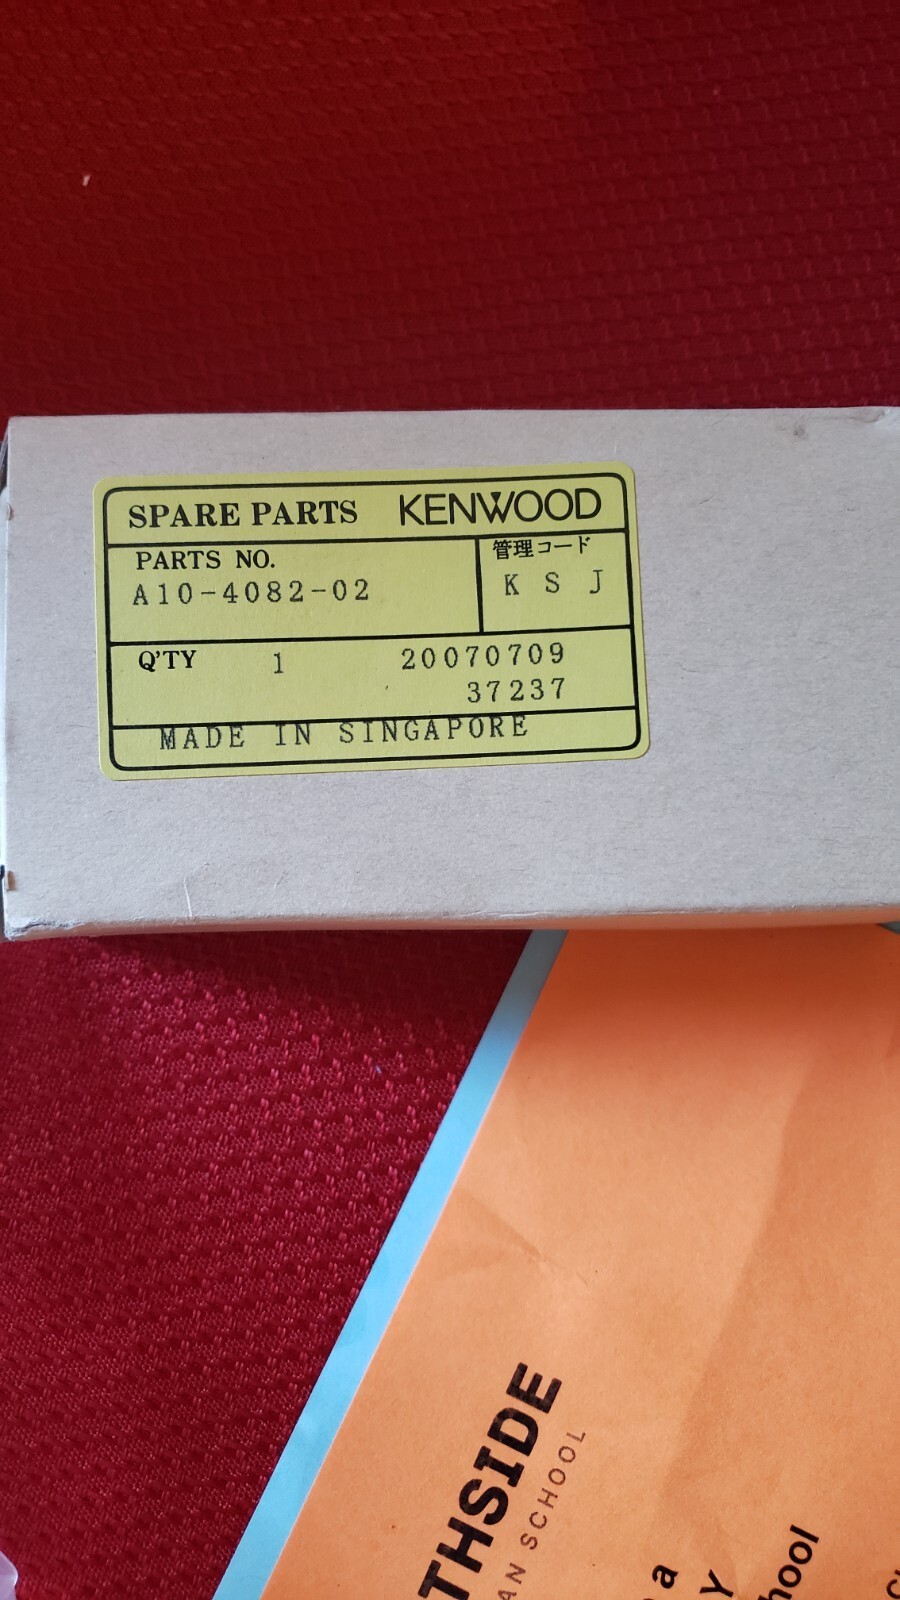 SPARE PARTS KENWOOD
PARTS NO.
A10-4082-02
管理コード
K S J
Q'TY 1 20070709
37237
MADE IN SINGAPORE
THSIDE
AN SCHOOL
a
Y
hool